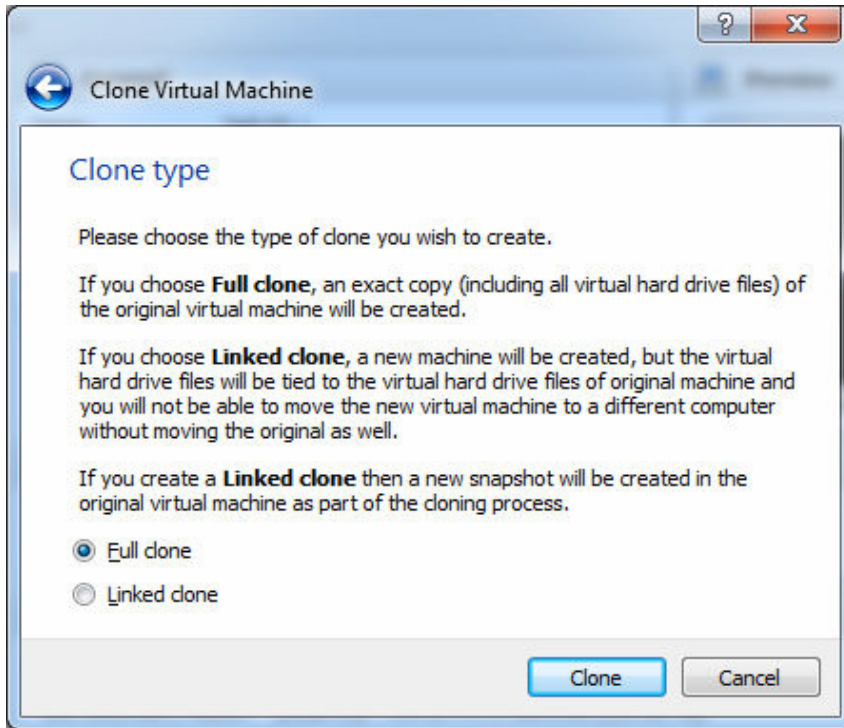 ?
X
Clone Virtual Machine
Clone type
Please choose the type of clone you wish to create.
If you choose Full clone, an exact copy (including all virtual hard drive files) of
the original virtual machine will be created.
If you choose Linked clone, a new machine will be created, but the virtual
hard drive files will be tied to the virtual hard drive files of original machine and
you will not be able to move the new virtual machine to a different computer
without moving the original as well.
If you create a Linked clone then a new snapshot will be created in the
original virtual machine as part of the cloning process.
Full clone
Linked clone
Clone
Cancel